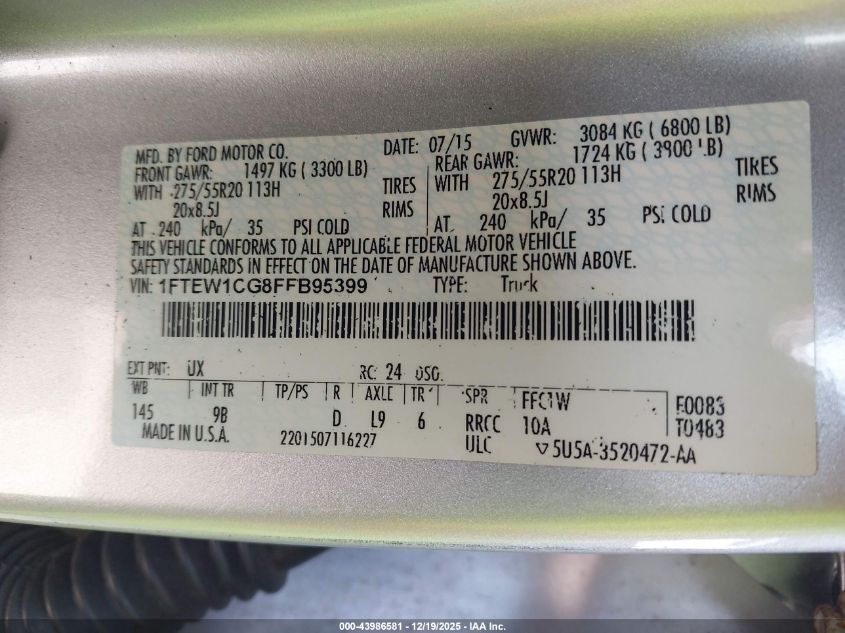 MFD. BY FORD MOTOR CO. DATE: 07/15 GVWR: 3084 KG ( 6800 LB)
FRONT GAWR: 1497 KG ( 3300 LB) REAR GAWR: 1724 KG ( 3900 LB)
WITH 275/55R20 113H TIRES WITH 275/55R20 113H TIRES
20x8.5J RIMS 20x8.5J RIMS
AT 240 kPa/ 35 PSI COLD AT 240 kPa/ 35 PSI COLD
THIS VEHICLE CONFORMS TO ALL APPLICABLE FEDERAL MOTOR VEHICLE
SAFETY STANDARDS IN EFFECT ON THE DATE OF MANUFACTURE SHOWN ABOVE.
VIN: 1FTEW1CG8FFB95399 TYPE: Truck
EXT PNT: UX RC: 24 DSO:
WB INT TR TP/PS R AXLE TR SPR FFC1W F0083
145 9B D L9 6 RRCC 10A T0483
MADE IN U.S.A. 2201507116227 ULC ▽5U5A-3520472-AA
000-43986581 - 12/19/2025 - IAA Inc.